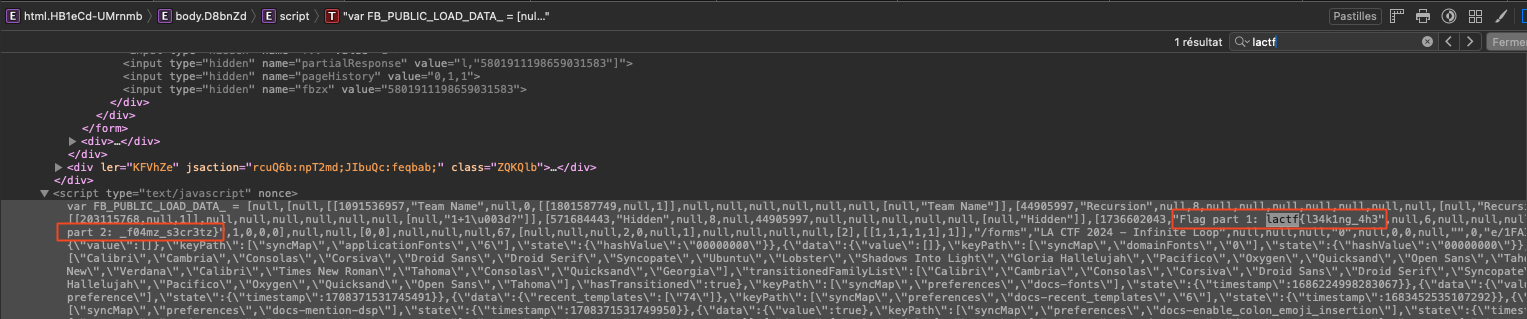 E html.HB1eCd-UMrnmb E body.D8bnZd E script T "var FB_PUBLIC_LOAD_DATA_ = [nul..." Pastilles
1 résultat lactf Fermer
<input type="hidden" name="partialResponse" value="l,"5801911198659031583"]">
<input type="hidden" name="pageHistory" value="0,1,1">
<input type="hidden" name="fbzx" value="5801911198659031583">
</div>
</div>
</form>
<div>…</div>
</div>
<div ler="KFVhZe" jsaction="rcuQ6b:npT2md;JIbuQc:feqbab;" class="ZQKQlb">…</div>
</div>
<script type="text/javascript" nonce>
var FB_PUBLIC_LOAD_DATA_ = [null,[null,[[1091536957,"Team Name",null,0,[[1801587749,null,1]],null,null,null,null,null,null,[null,"Team Name"]],[44905997,"Recursion",null,8,null,null,null,null,null,null,null,[null,"Recur
[[203115768,null,1]],null,null,null,null,null,null,[null,"1+1\u003d?"]],[571684443,"Hidden",null,8,null,44905997,null,null,null,null,null,[null,"Hidden"]],[1736602043,"Flag part 1: lactf{l34k1ng_4h3",null,6,null,null,nul
part 2: _f04mz_s3cr3tz}",1,0,0,0],null,null,[0,0],null,null,null,67,[null,null,null,2,0,null,1],null,null,null,null,[2],[[1,1,1,1,1],1]],"/forms","LA CTF 2024 - Infinite Loop",null,null,null,"0",null,0,0,null,"",0,"e/1FAI
{\"value\":[]},\"keyPath\":[\"syncMap\",\"applicationFonts\",\"6\"],\"state\":{\"hashValue\":\"00000000\"}},{\"data\":{\"value\":[]},\"keyPath\":[\"syncMap\",\"domainFonts\",\"0\"],\"state\":{\"hashValue\":\"00000000\"}},
[\"Calibri\",\"Cambria\",\"Consolas\",\"Corsiva\",\"Droid Sans\",\"Droid Serif\",\"Syncopate\",\"Ubuntu\",\"Lobster\",\"Shadows Into Light\",\"Gloria Hallelujah\",\"Pacifico\",\"Oxygen\",\"Quicksand\",\"Open Sans\",\"Taho
New\",\"Verdana\",\"Calibri\",\"Times New Roman\",\"Tahoma\",\"Consolas\",\"Quicksand\",\"Georgia\"],\"transitionedFamilyList\":[\"Calibri\",\"Cambria\",\"Consolas\",\"Corsiva\",\"Droid Sans\",\"Droid Serif\",\"Syncopate
Hallelujah\",\"Pacifico\",\"Oxygen\",\"Quicksand\",\"Open Sans\",\"Tahoma\"],\"hasTransitioned\":true},\"keyPath\":[\"syncMap\",\"preferences\",\"docs-fonts\"],\"state\":{\"timestamp\":1686224998283067}},{\"data\":{\"valu
preference\"],\"state\":{\"timestamp\":1708371531745491}},{\"data\":{\"recent_templates\":[\"74\"]},\"keyPath\":[\"syncMap\",\"preferences\",\"docs-recent_templates\",\"6\"],\"state\":{\"timestamp\":1683452535107292}},{\
[\"syncMap\",\"preferences\",\"docs-mention-dsp\"],\"state\":{\"timestamp\":1708371531749950}},{\"data\":{\"value\":true},\"keyPath\":[\"syncMap\",\"preferences\",\"docs-enable_colon_emoji_insertion\"],\"state\":{\"times